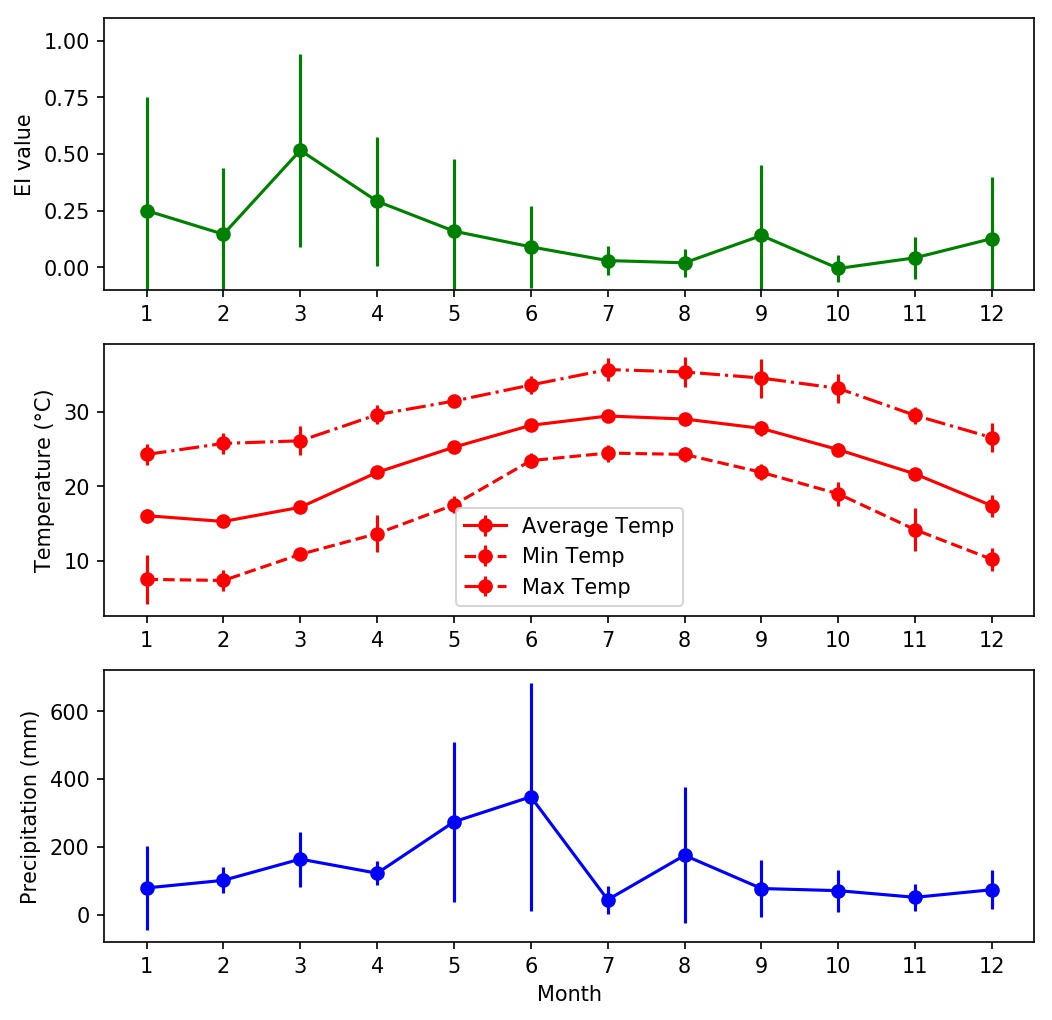 EI value
1.00
0.75
0.50
0.25
0.00
1 2 3 4 5 6 7 8 9 10 11 12
Temperature (°C)
30
20
10
Average Temp
Min Temp
Max Temp
1 2 3 4 5 6 7 8 9 10 11 12
Precipitation (mm)
600
400
200
0
1 2 3 4 5 6 7 8 9 10 11 12
Month